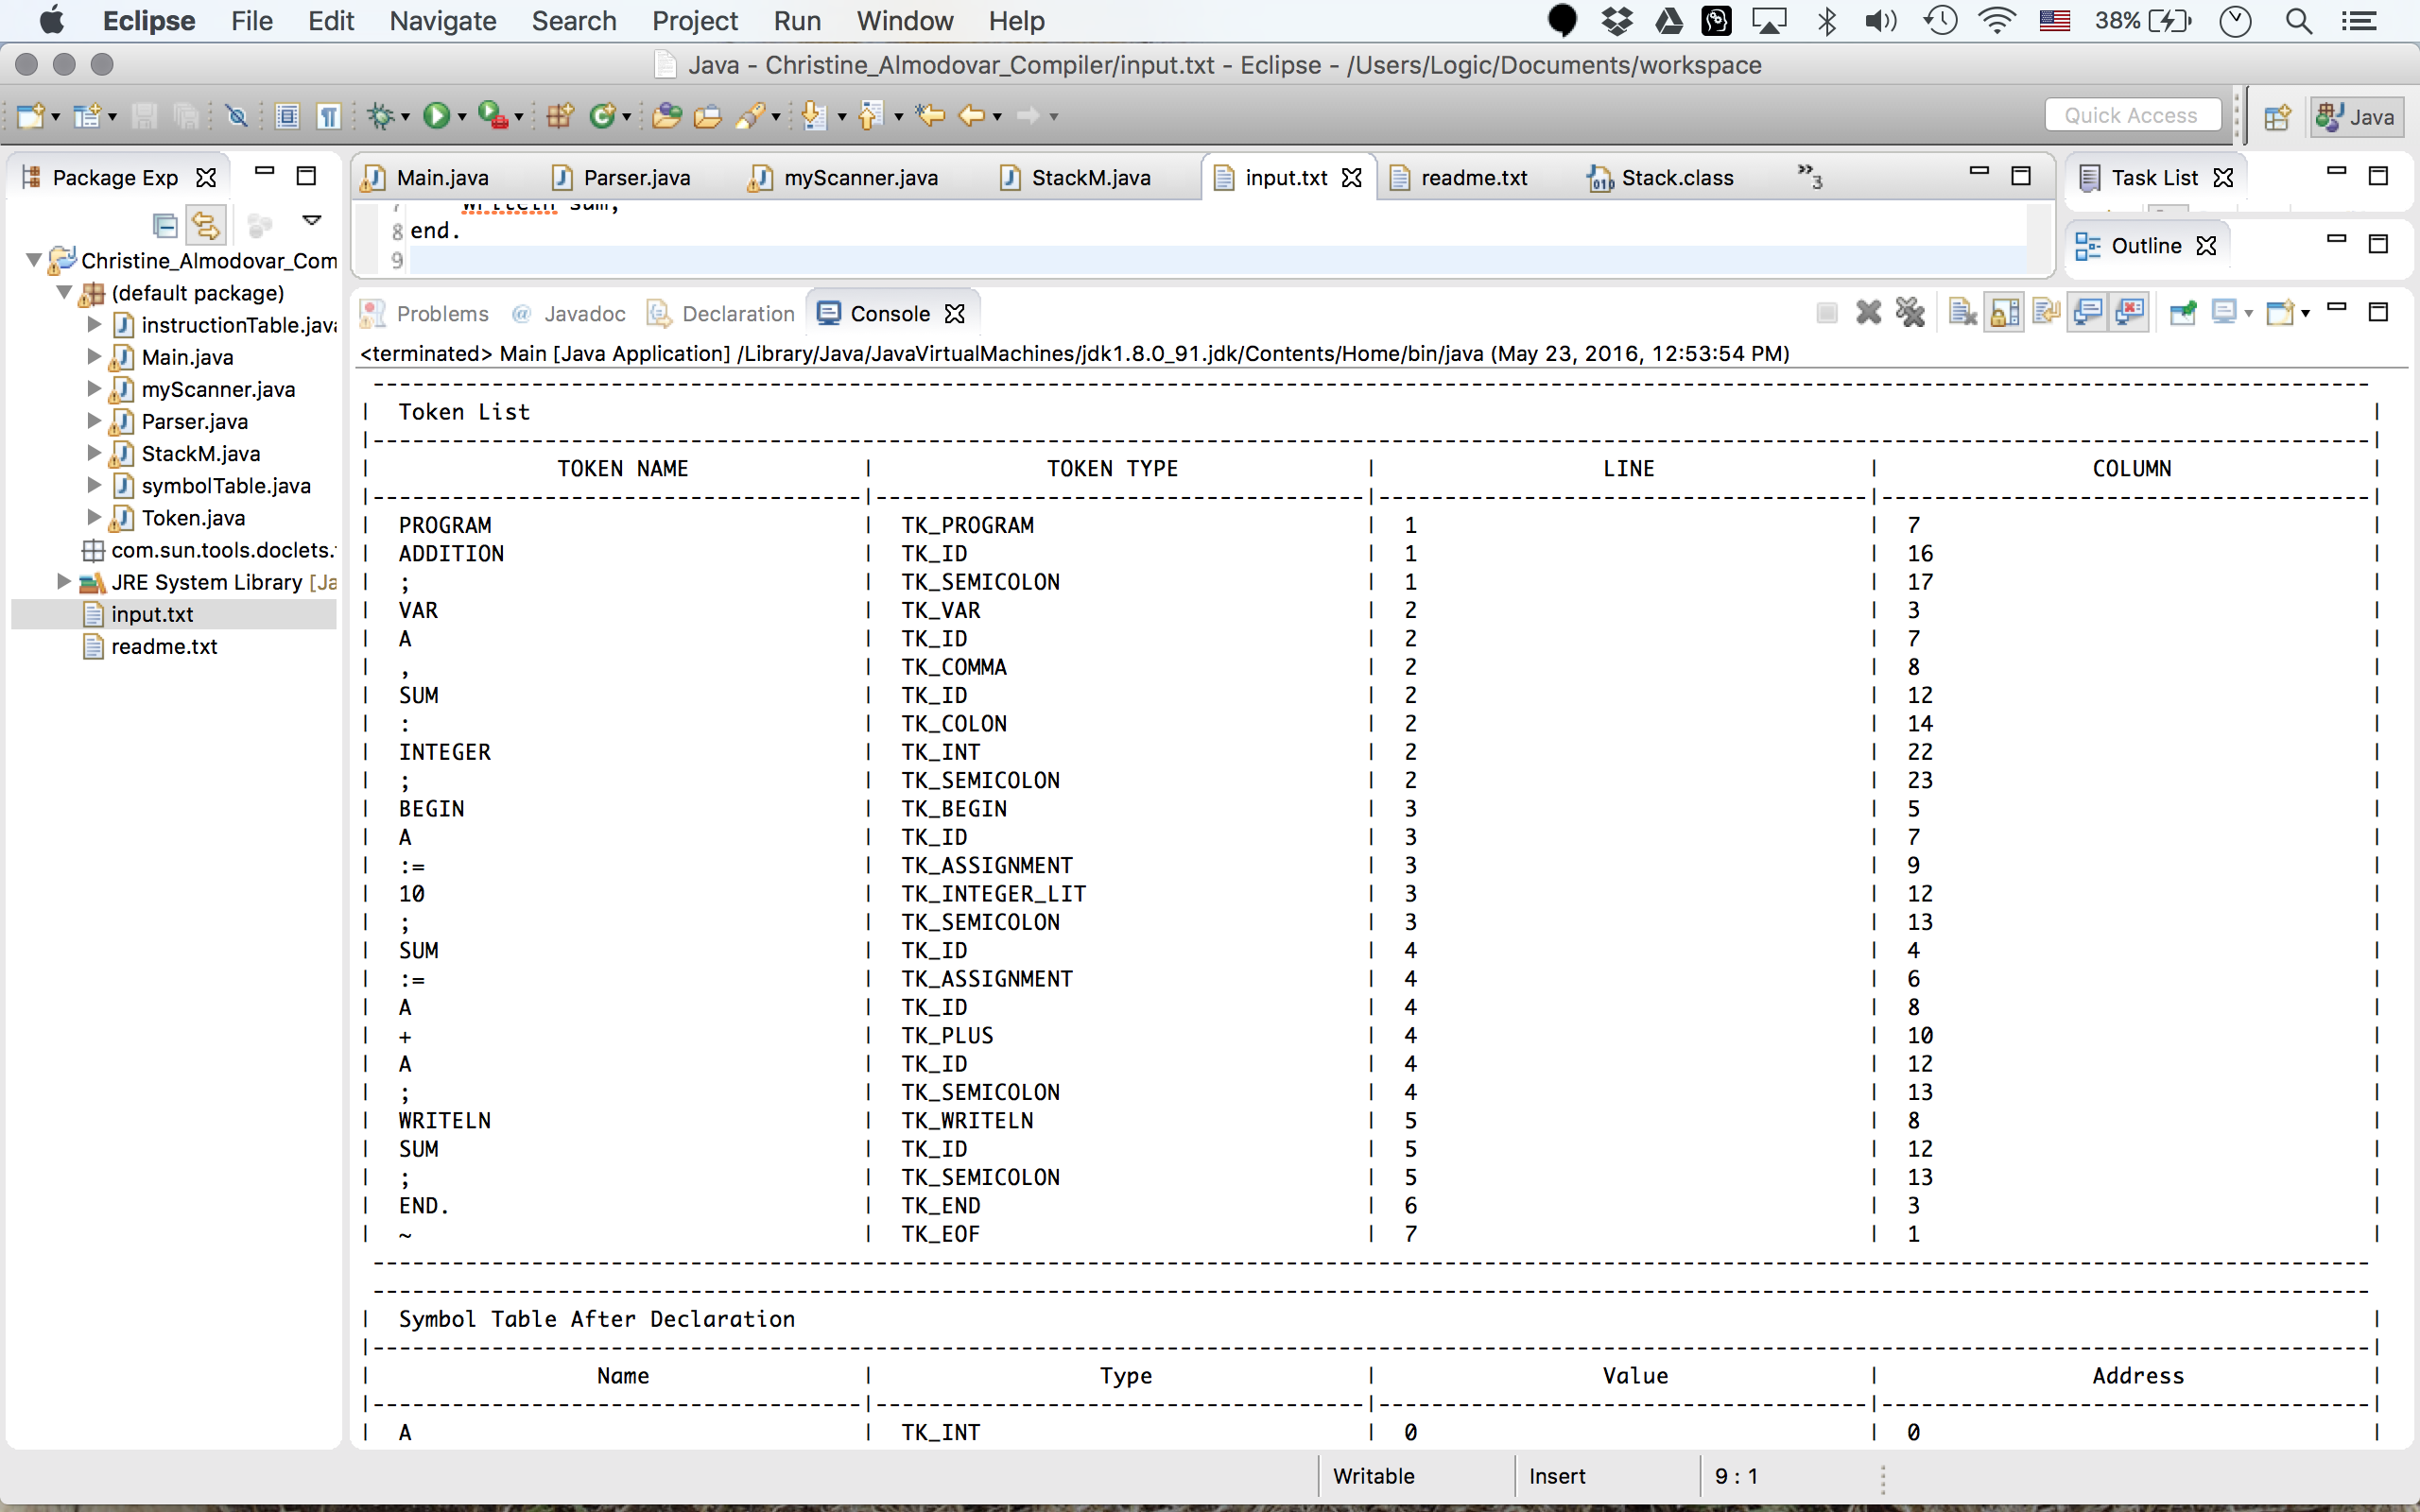 Eclipse File Edit Navigate Search Project Run Window Help 38%
Java - Christine_Almodovar_Compiler/input.txt - Eclipse - /Users/Logic/Documents/workspace
Quick Access Java
Package Exp
Christine_Almodovar_Com
(default package)
instructionTable.java
Main.java
myScanner.java
Parser.java
StackM.java
symbolTable.java
Token.java
com.sun.tools.doclets.
JRE System Library [Ja
input.txt
readme.txt
Main.java Parser.java myScanner.java StackM.java input.txt readme.txt Stack.class »3
7 writeln sum;
8 end.
9
Task List
Outline
Problems @ Javadoc Declaration Console
<terminated> Main [Java Application] /Library/Java/JavaVirtualMachines/jdk1.8.0_91.jdk/Contents/Home/bin/java (May 23, 2016, 12:53:54 PM)
| Token List |
| TOKEN NAME | TOKEN TYPE | LINE | COLUMN |
| PROGRAM | TK_PROGRAM | 1 | 7 |
| ADDITION | TK_ID | 1 | 16 |
| ; | TK_SEMICOLON | 1 | 17 |
| VAR | TK_VAR | 2 | 3 |
| A | TK_ID | 2 | 7 |
| , | TK_COMMA | 2 | 8 |
| SUM | TK_ID | 2 | 12 |
| : | TK_COLON | 2 | 14 |
| INTEGER | TK_INT | 2 | 22 |
| ; | TK_SEMICOLON | 2 | 23 |
| BEGIN | TK_BEGIN | 3 | 5 |
| A | TK_ID | 3 | 7 |
| := | TK_ASSIGNMENT | 3 | 9 |
| 10 | TK_INTEGER_LIT | 3 | 12 |
| ; | TK_SEMICOLON | 3 | 13 |
| SUM | TK_ID | 4 | 4 |
| := | TK_ASSIGNMENT | 4 | 6 |
| A | TK_ID | 4 | 8 |
| + | TK_PLUS | 4 | 10 |
| A | TK_ID | 4 | 12 |
| ; | TK_SEMICOLON | 4 | 13 |
| WRITELN | TK_WRITELN | 5 | 8 |
| SUM | TK_ID | 5 | 12 |
| ; | TK_SEMICOLON | 5 | 13 |
| END. | TK_END | 6 | 3 |
| ~ | TK_EOF | 7 | 1 |
| Symbol Table After Declaration |
| Name | Type | Value | Address |
| A | TK_INT | 0 | 0 |
Writable Insert 9 : 1